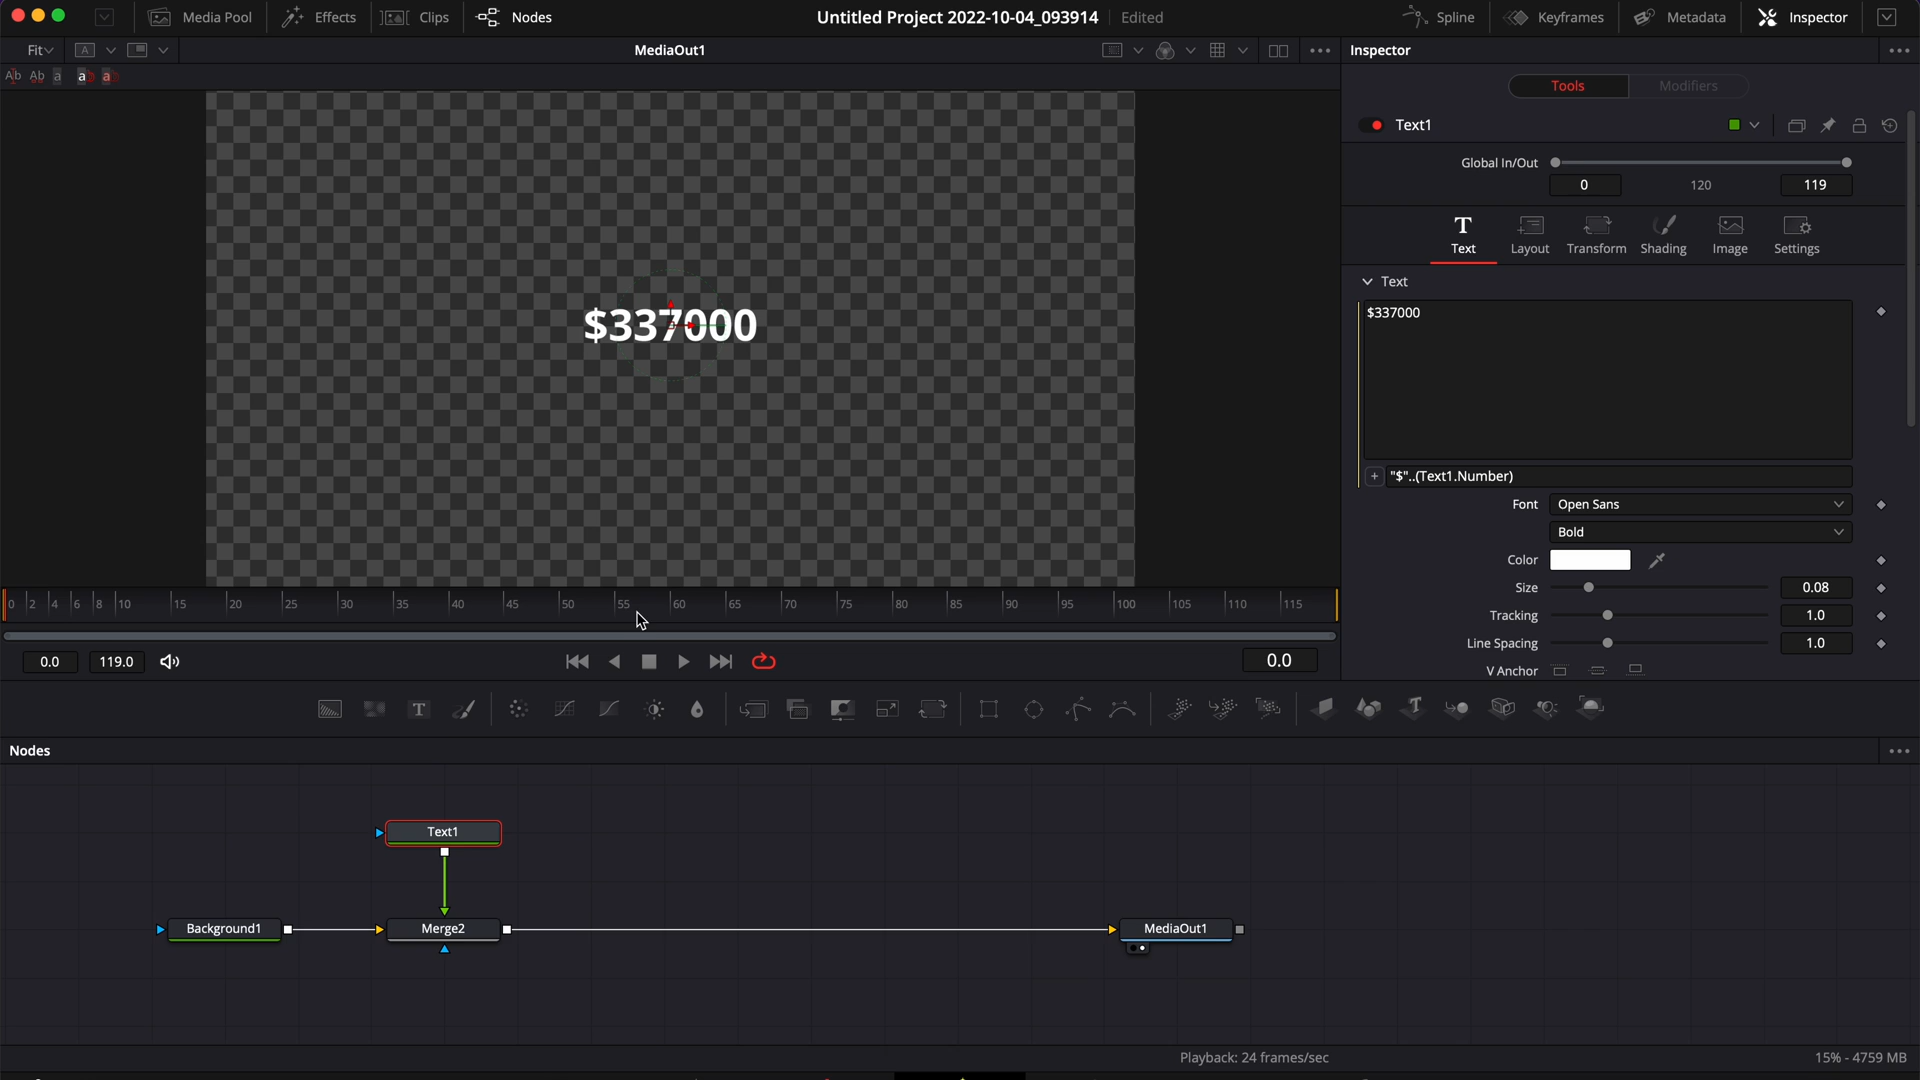 Media Pool Effects Clips Nodes Untitled Project 2022-10-04_093914 Edited Spline Keyframes Metadata Inspector
Fit A MediaOut1 Inspector
Ab Ab a a a
Tools Modifiers
Text1
Global In/Out
0 120 119
T
Text Layout Transform Shading Image Settings
Text
$337000
$337000
"$"..(Text1.Number)
Font Open Sans
Bold
Color
Size 0.08
Tracking 1.0
Line Spacing 1.0
V Anchor
0 2 4 6 8 10 15 20 25 30 35 40 45 50 55 60 65 70 75 80 85 90 95 100 105 110 115
0.0 119.0 0.0
T T
Nodes
Text1
Background1 Merge2 MediaOut1
Playback: 24 frames/sec 15% - 4759 MB